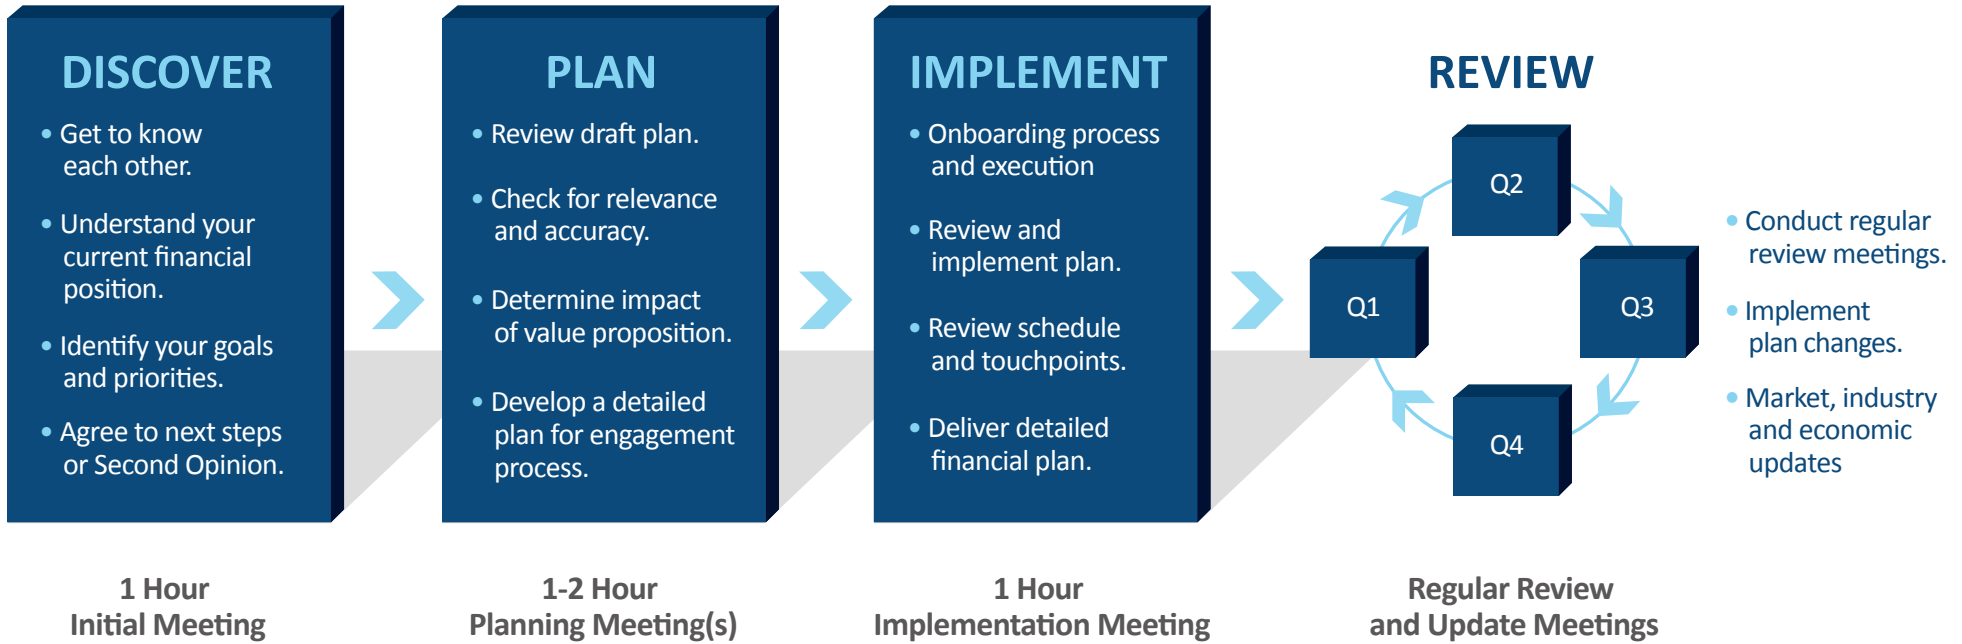 DISCOVER
• Get to know
each other.
• Understand your
current financial
position.
• Identify your goals
and priorities.
• Agree to next steps
or Second Opinion.
1 Hour
Initial Meeting
PLAN
• Review draft plan.
• Check for relevance
and accuracy.
• Determine impact
of value proposition.
• Develop a detailed
plan for engagement
process.
1-2 Hour
Planning Meeting(s)
IMPLEMENT
• Onboarding process
and execution
• Review and
implement plan.
• Review schedule
and touchpoints.
• Deliver detailed
financial plan.
1 Hour
Implementation Meeting
REVIEW
Q1
Q2
Q3
Q4
• Conduct regular
review meetings.
• Implement
plan changes.
• Market, industry
and economic
updates
Regular Review
and Update Meetings